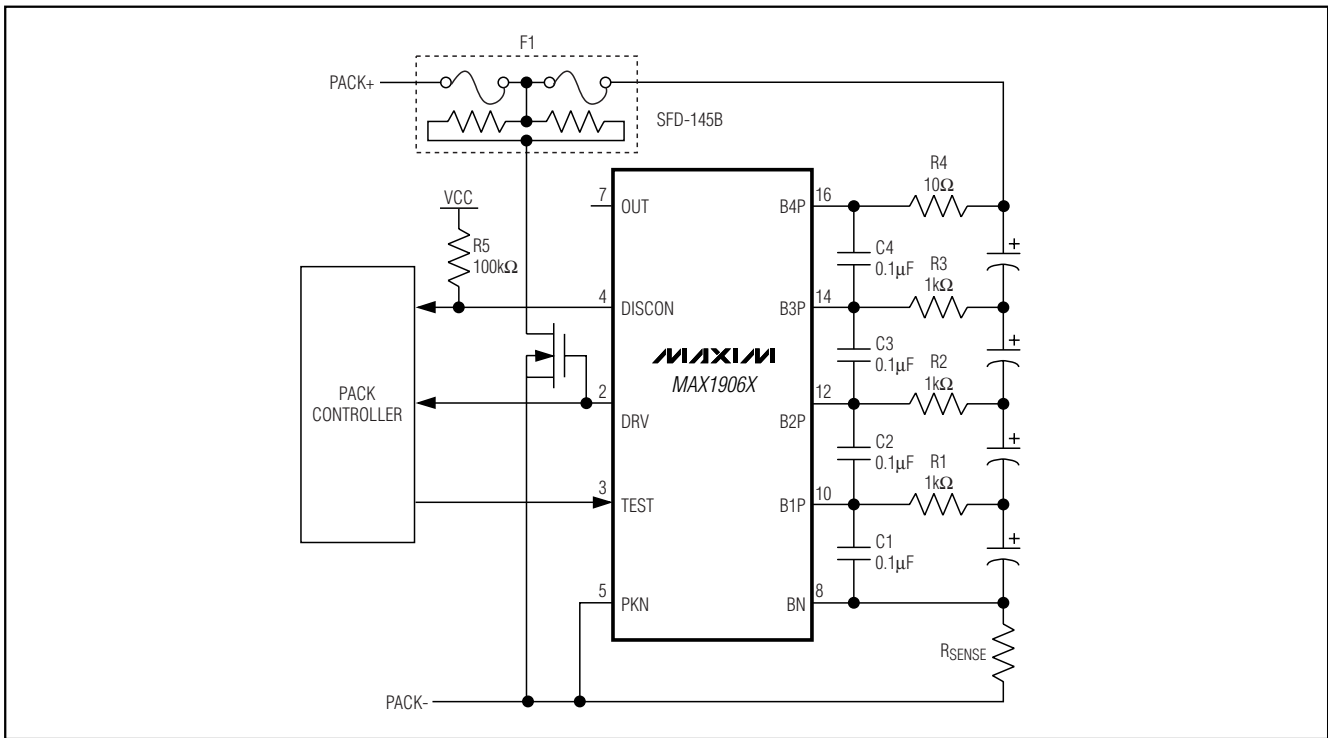 F1
PACK+
SFD-145B
R4
10Ω
7
16
VCC
OUT
B4P
R5
100kΩ
C4
0.1μF
R3
1kΩ
4
14
DISCON
B3P
MAXIM
MAX1906X
C3
0.1μF
R2
1kΩ
PACK
CONTROLLER
2
12
DRV
B2P
C2
0.1μF
R1
1kΩ
3
10
TEST
B1P
C1
0.1μF
5
8
PKN
BN
RSENSE
PACK-
+
+
+
+